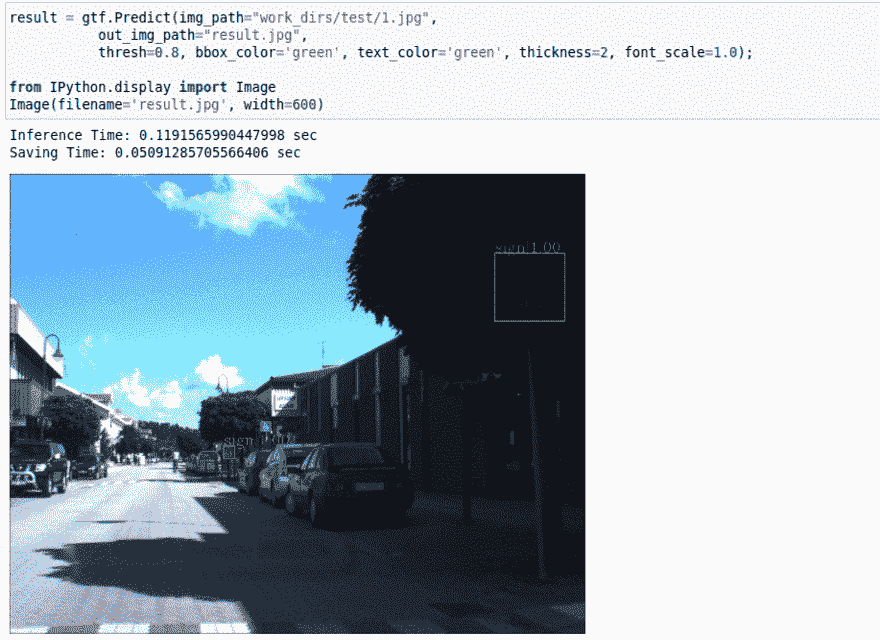 result = gtf.Predict(img_path="work_dirs/test/1.jpg",
out_img_path="result.jpg",
thresh=0.8, bbox_color='green', text_color='green', thickness=2, font_scale=1.0);
from IPython.display import Image
Image(filename='result.jpg', width=600)
Inference Time: 0.1191565990447998 sec
Saving Time: 0.05091285705566406 sec
sign|1.00
sign|1.00